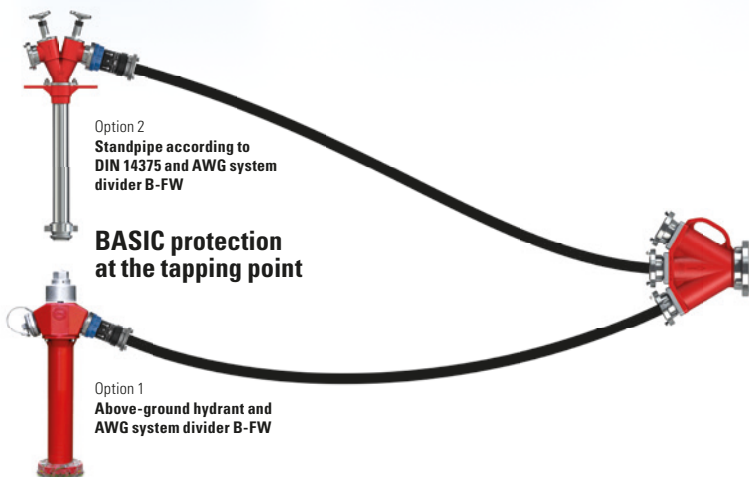 Option 2
Standpipe according to
DIN 14375 and AWG system
divider B-FW
BASIC protection
at the tapping point
Option 1
Above-ground hydrant and
AWG system divider B-FW